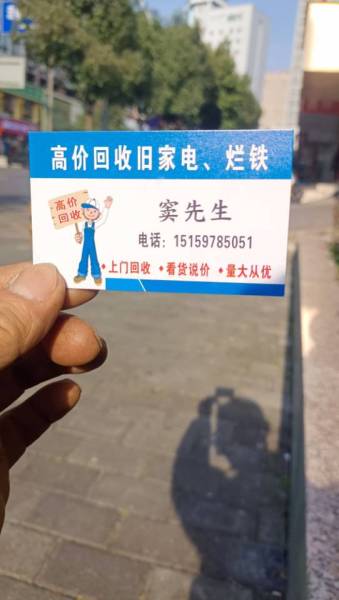 高价回收旧家电、烂铁
高价
回收
窦先生
电话：15159785051
◆上门回收 ◆看货说价 ◆量大从优